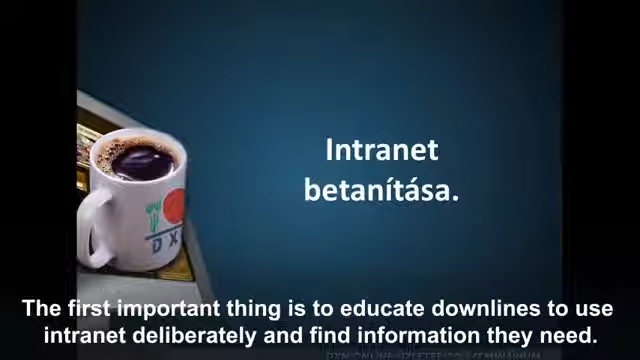 Intranet
betanítása.
DX
The first important thing is to educate downlines to use
intranet deliberately and find information they need.